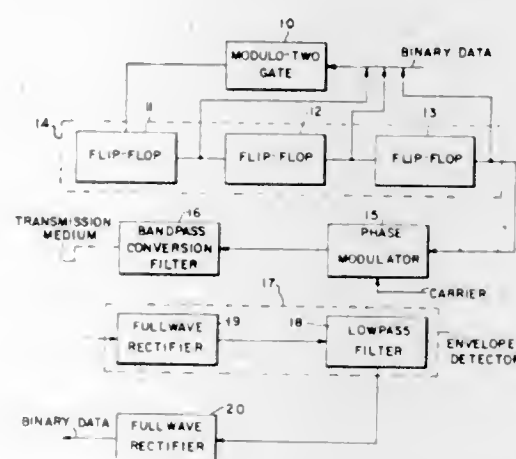 10
MODULO-TWO
GATE
BINARY DATA
14
11
12
13
FLIP-FLOP
FLIP-FLOP
FLIP-FLOP
TRANSMISSION
MEDIUM
16
BANDPASS
CONVERSION
FILTER
15
PHASE
MODULATOR
CARRIER
17
FULLWAVE
RECTIFIER
19
18
LOWPASS
FILTER
ENVELOPE
DETECTOR
20
BINARY DATA
FULLWAVE
RECTIFIER